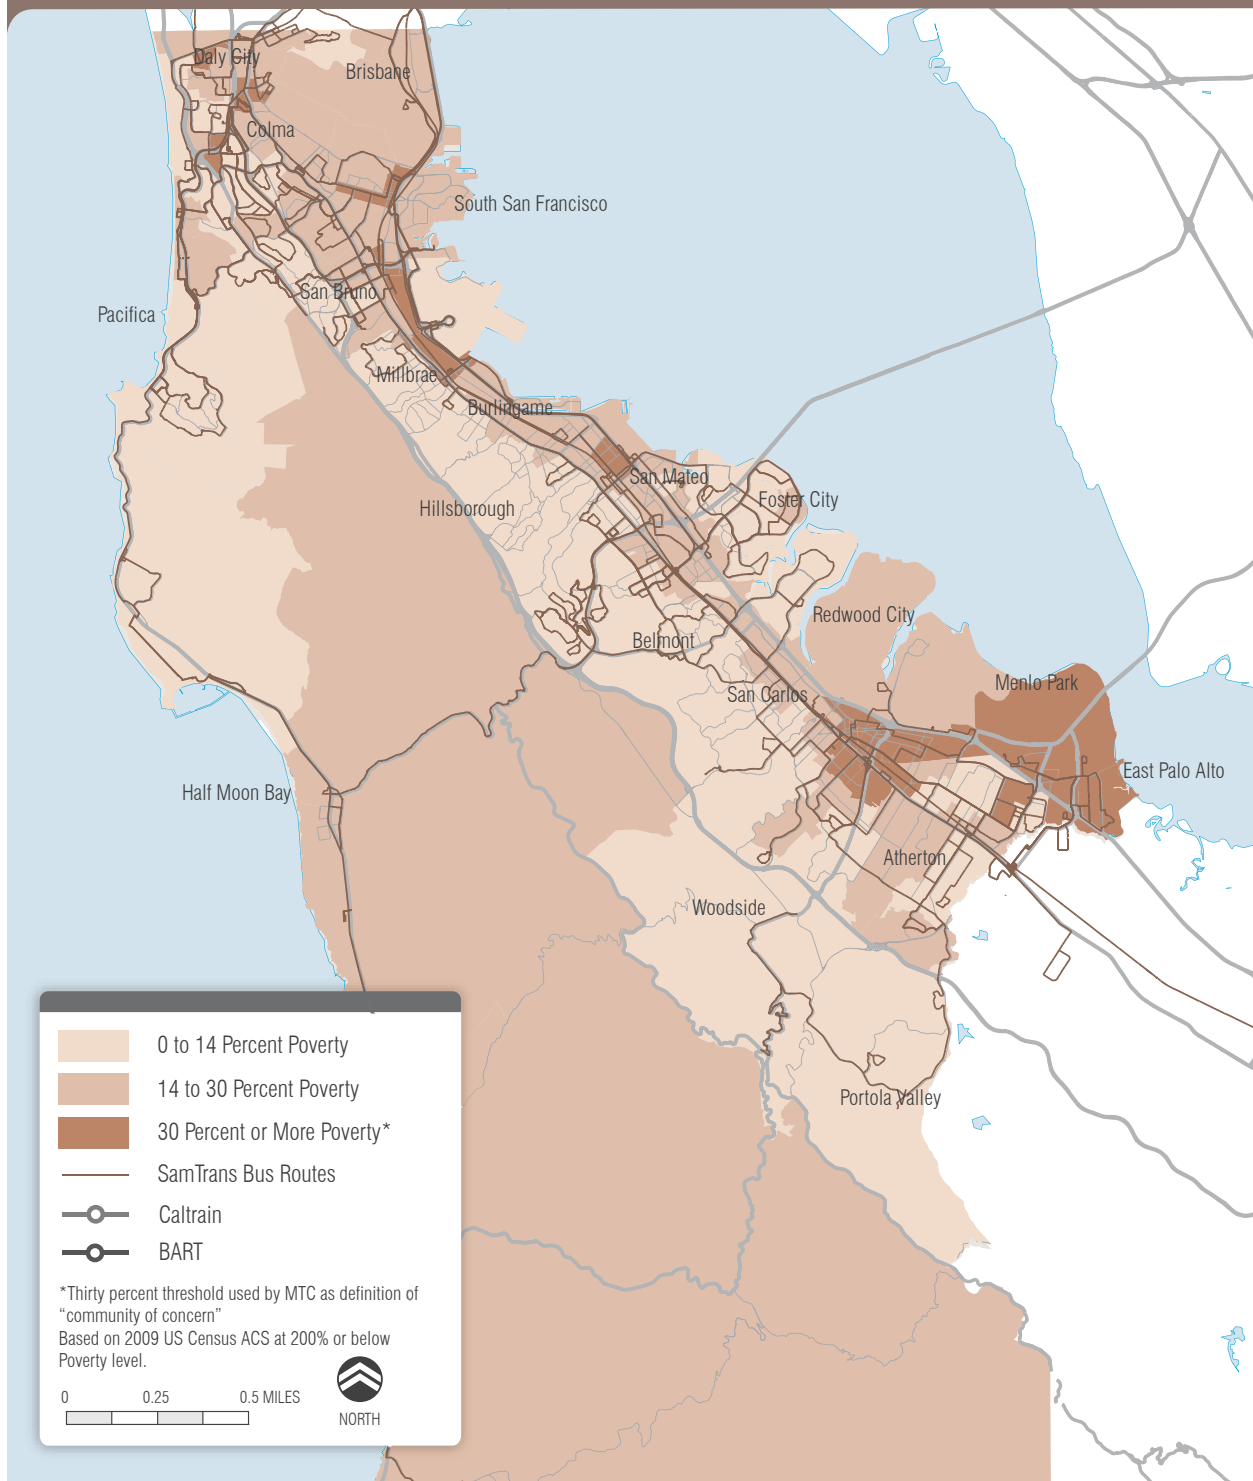 Daly City
Brisbane
Colma
South San Francisco
San Bruno
Pacifica
Millbrae
Burlingame
San Mateo
Foster City
Hillsborough
Redwood City
Belmont
Menlo Park
San Carlos
East Palo Alto
Half Moon Bay
Atherton
Woodside
Portola Valley
0 to 14 Percent Poverty
14 to 30 Percent Poverty
30 Percent or More Poverty*
SamTrans Bus Routes
Caltrain
BART
*Thirty percent threshold used by MTC as definition of
“community of concern”
Based on 2009 US Census ACS at 200% or below
Poverty level.
0 0.25 0.5 MILES
NORTH